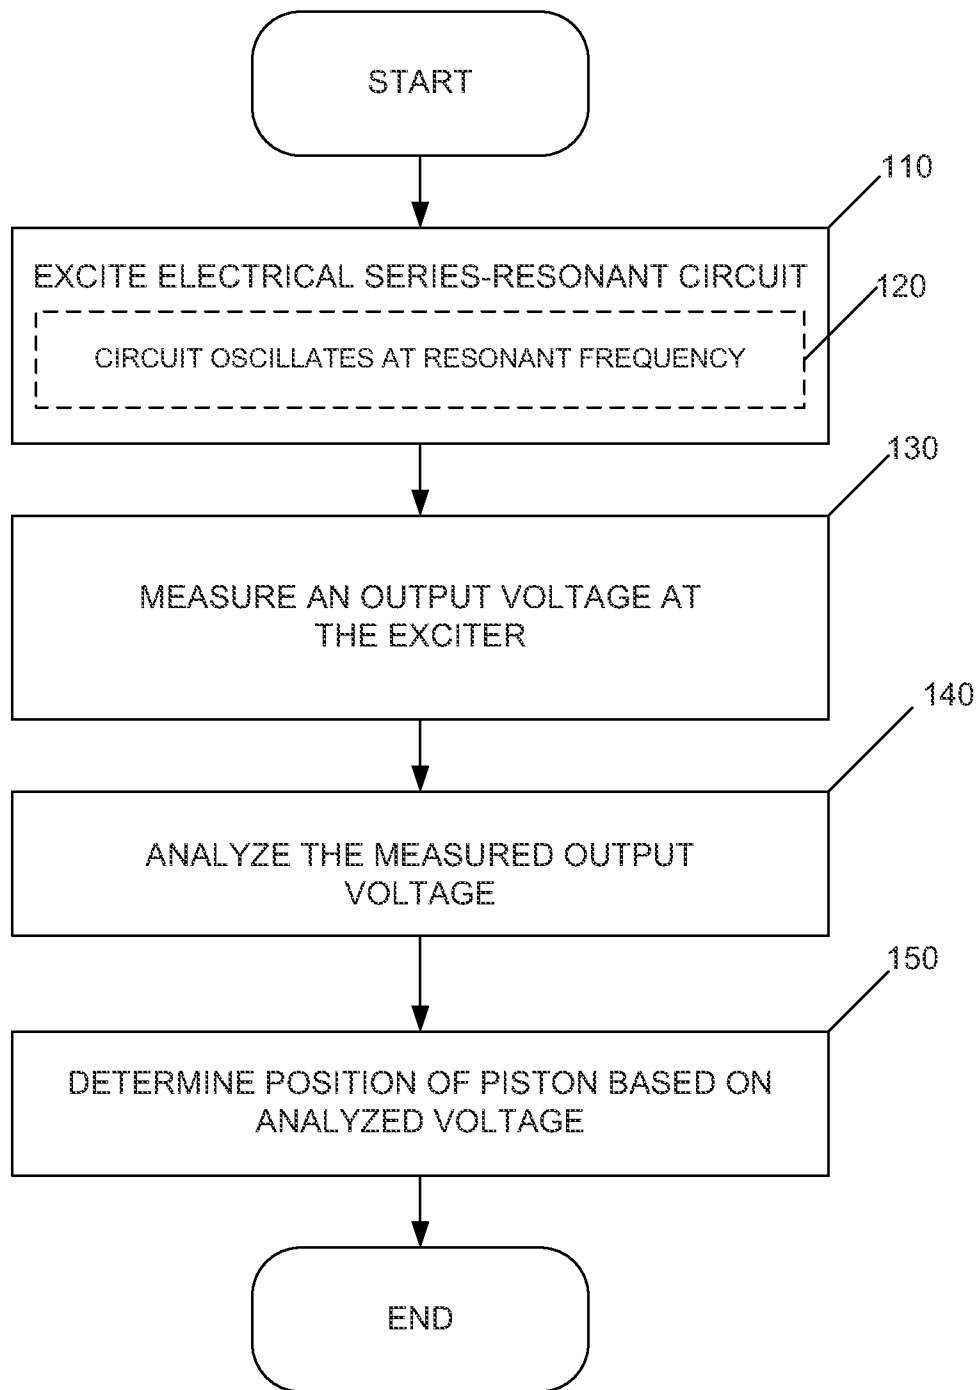 START
110
EXCITE ELECTRICAL SERIES-RESONANT CIRCUIT
120
CIRCUIT OSCILLATES AT RESONANT FREQUENCY
130
MEASURE AN OUTPUT VOLTAGE AT
THE EXCITER
140
ANALYZE THE MEASURED OUTPUT
VOLTAGE
150
DETERMINE POSITION OF PISTON BASED ON
ANALYZED VOLTAGE
END